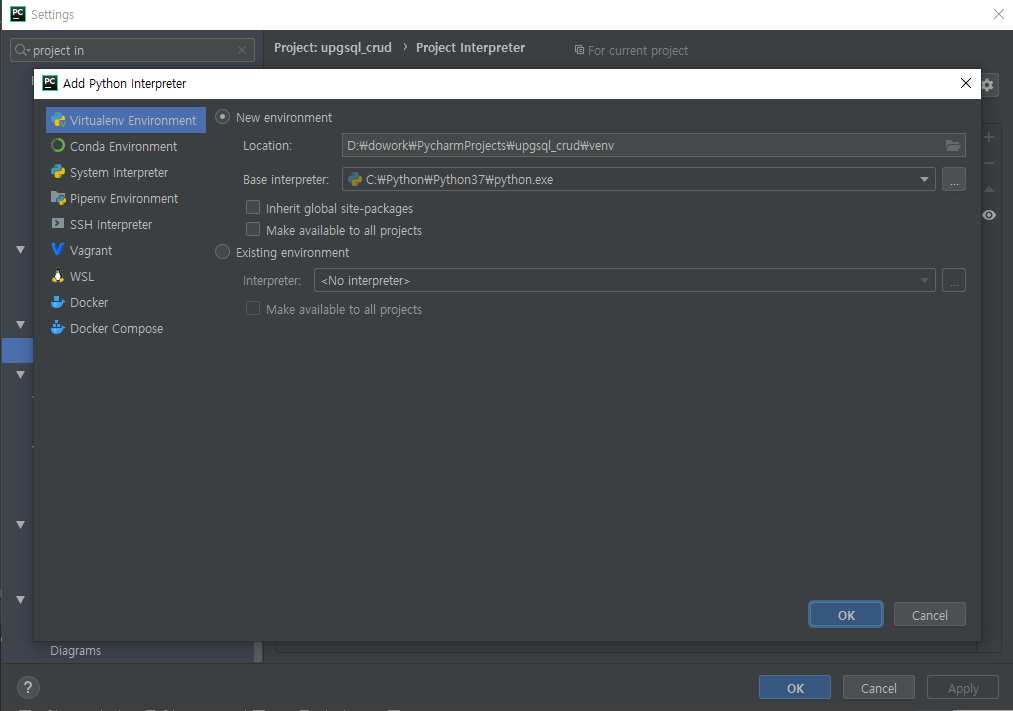 PC Settings
project in
Project: upgsql_crud › Project Interpreter
For current project
PC Add Python Interpreter
Virtualenv Environment
Conda Environment
System Interpreter
Pipenv Environment
SSH Interpreter
Vagrant
WSL
Docker
Docker Compose
New environment
Location: D:₩dowork₩PycharmProjects₩upgsql_crud₩venv
Base interpreter: C:₩Python₩Python37₩python.exe
...
Inherit global site-packages
Make available to all projects
Existing environment
Interpreter: <No interpreter>
...
Make available to all projects
OK
Cancel
Diagrams
?
OK
Cancel
Apply